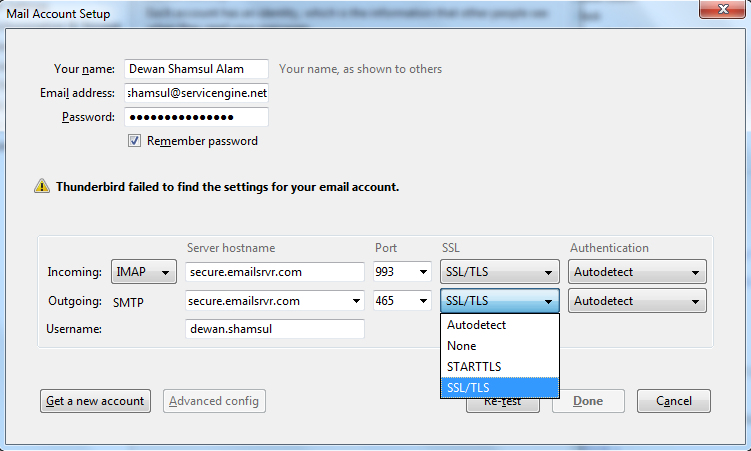 Mail Account Setup
Your name: Dewan Shamsul Alam Your name, as shown to others
Email address: shamsul@servicengine.net
Password: ●●●●●●●●●●●●●●●
Remember password
Thunderbird failed to find the settings for your email account.
Server hostname Port SSL Authentication
Incoming: IMAP secure.emailsrvr.com 993 SSL/TLS Autodetect
Outgoing: SMTP secure.emailsrvr.com 465 SSL/TLS Autodetect
Username: dewan.shamsul
Autodetect
None
STARTTLS
SSL/TLS
Get a new account Advanced config Re-test Done Cancel